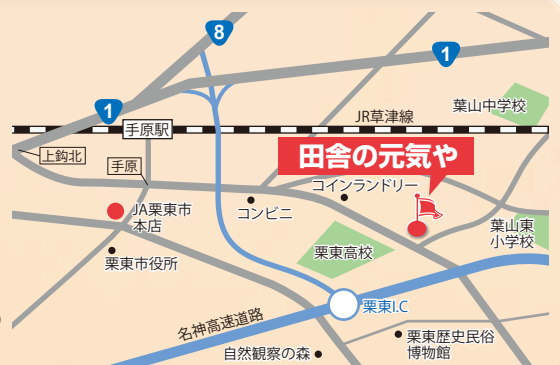 8
1
1
葉山中学校
JR草津線
手原駅
上鈎北
手原
田舎の元気や
コインランドリー
コンビニ
JA栗東市
本店
栗東市役所
栗東高校
葉山東
小学校
栗東I.C
名神高速道路
栗東歴史民俗
博物館
自然観察の森